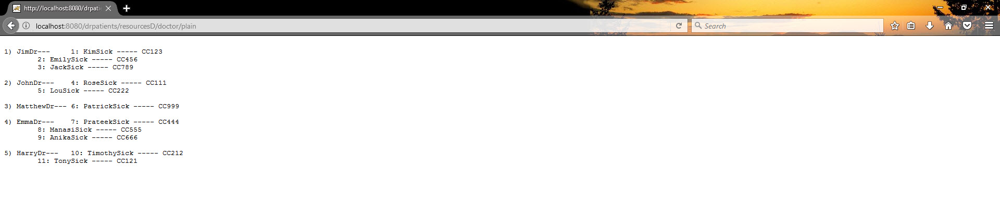 http://localhost:8080/drpatie
localhost:8080/drpatients/resourcesD/doctor/plain
Search
1) JimDr---     1: KimSick ----- CC123
        2: EmilySick ----- CC456
        3: JackSick ----- CC789
2) JohnDr---    4: RoseSick ----- CC111
        5: LouSick ----- CC222
3) MatthewDr--- 6: PatrickSick ----- CC999
4) EmmaDr---    7: PrateekSick ----- CC444
        8: ManasiSick ----- CC555
        9: AnikaSick ----- CC666
5) HarryDr---   10: TimothySick ----- CC212
        11: TonySick ----- CC121